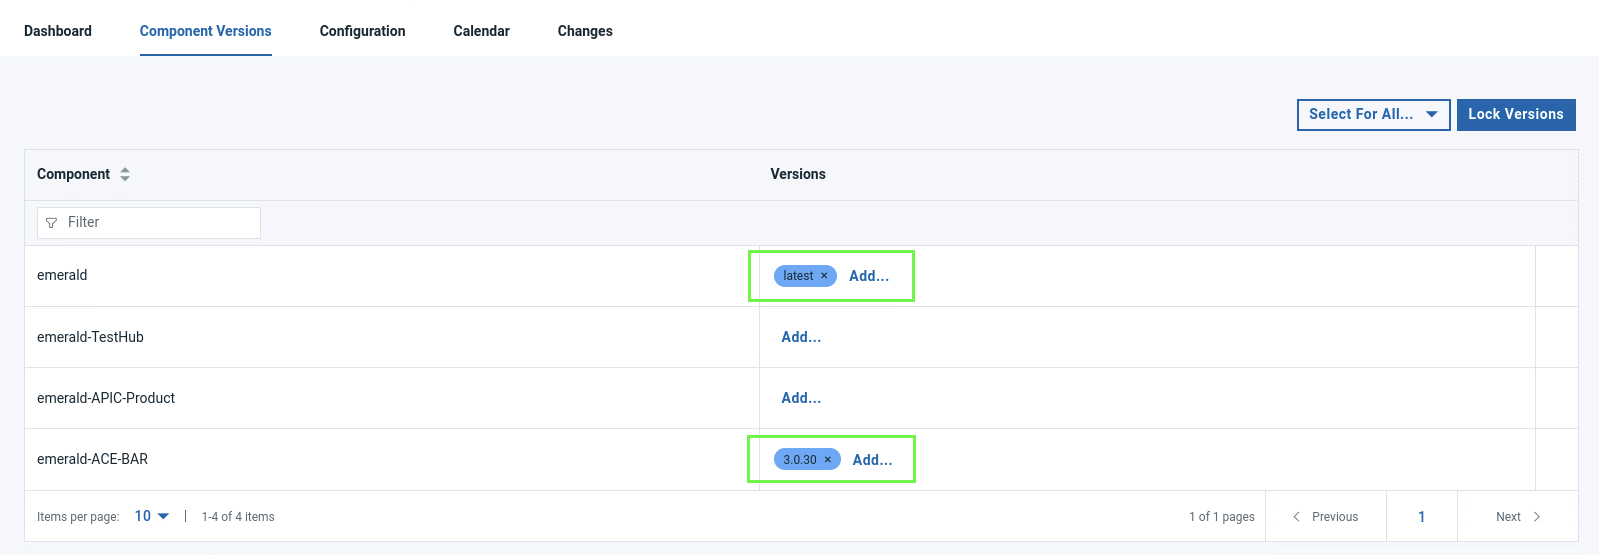 Dashboard Component Versions Configuration Calendar Changes
Select For All... Lock Versions
Component Versions
Filter
emerald latest × Add...
emerald-TestHub Add...
emerald-APIC-Product Add...
emerald-ACE-BAR 3.0.30 × Add...
Items per page: 10 | 1-4 of 4 items 1 of 1 pages Previous 1 Next